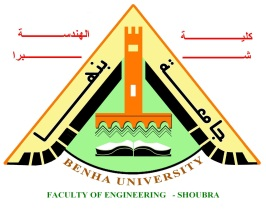 كلية الهندسة
شبرا
جامعة بنها
BENHA UNIVERSITY
FACULTY OF ENGINEERING - SHOUBRA